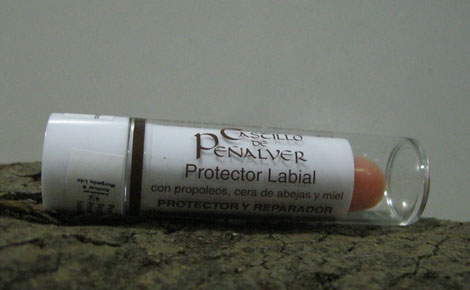 CASTILLO
DE
PEÑALVER
Protector Labial
con propoleos, cera de abejas y miel
PROTECTOR Y REPARADOR